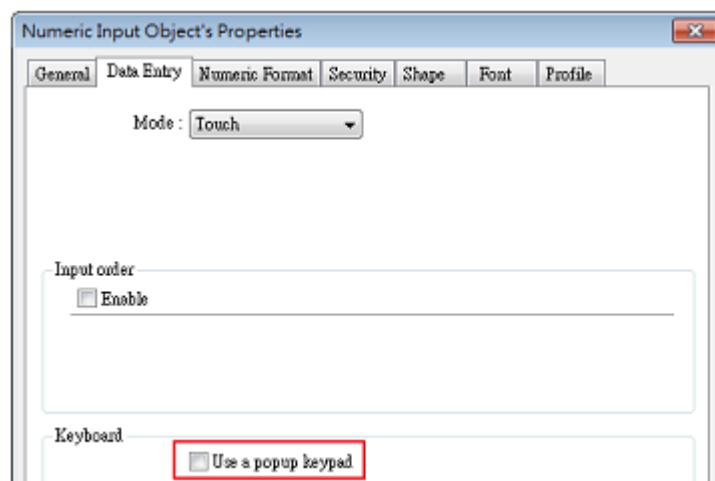 Numeric Input Object's Properties
General Data Entry Numeric Format Security Shape Font Profile
Mode : Touch
Input order
Enable
Keyboard
Use a popup keypad